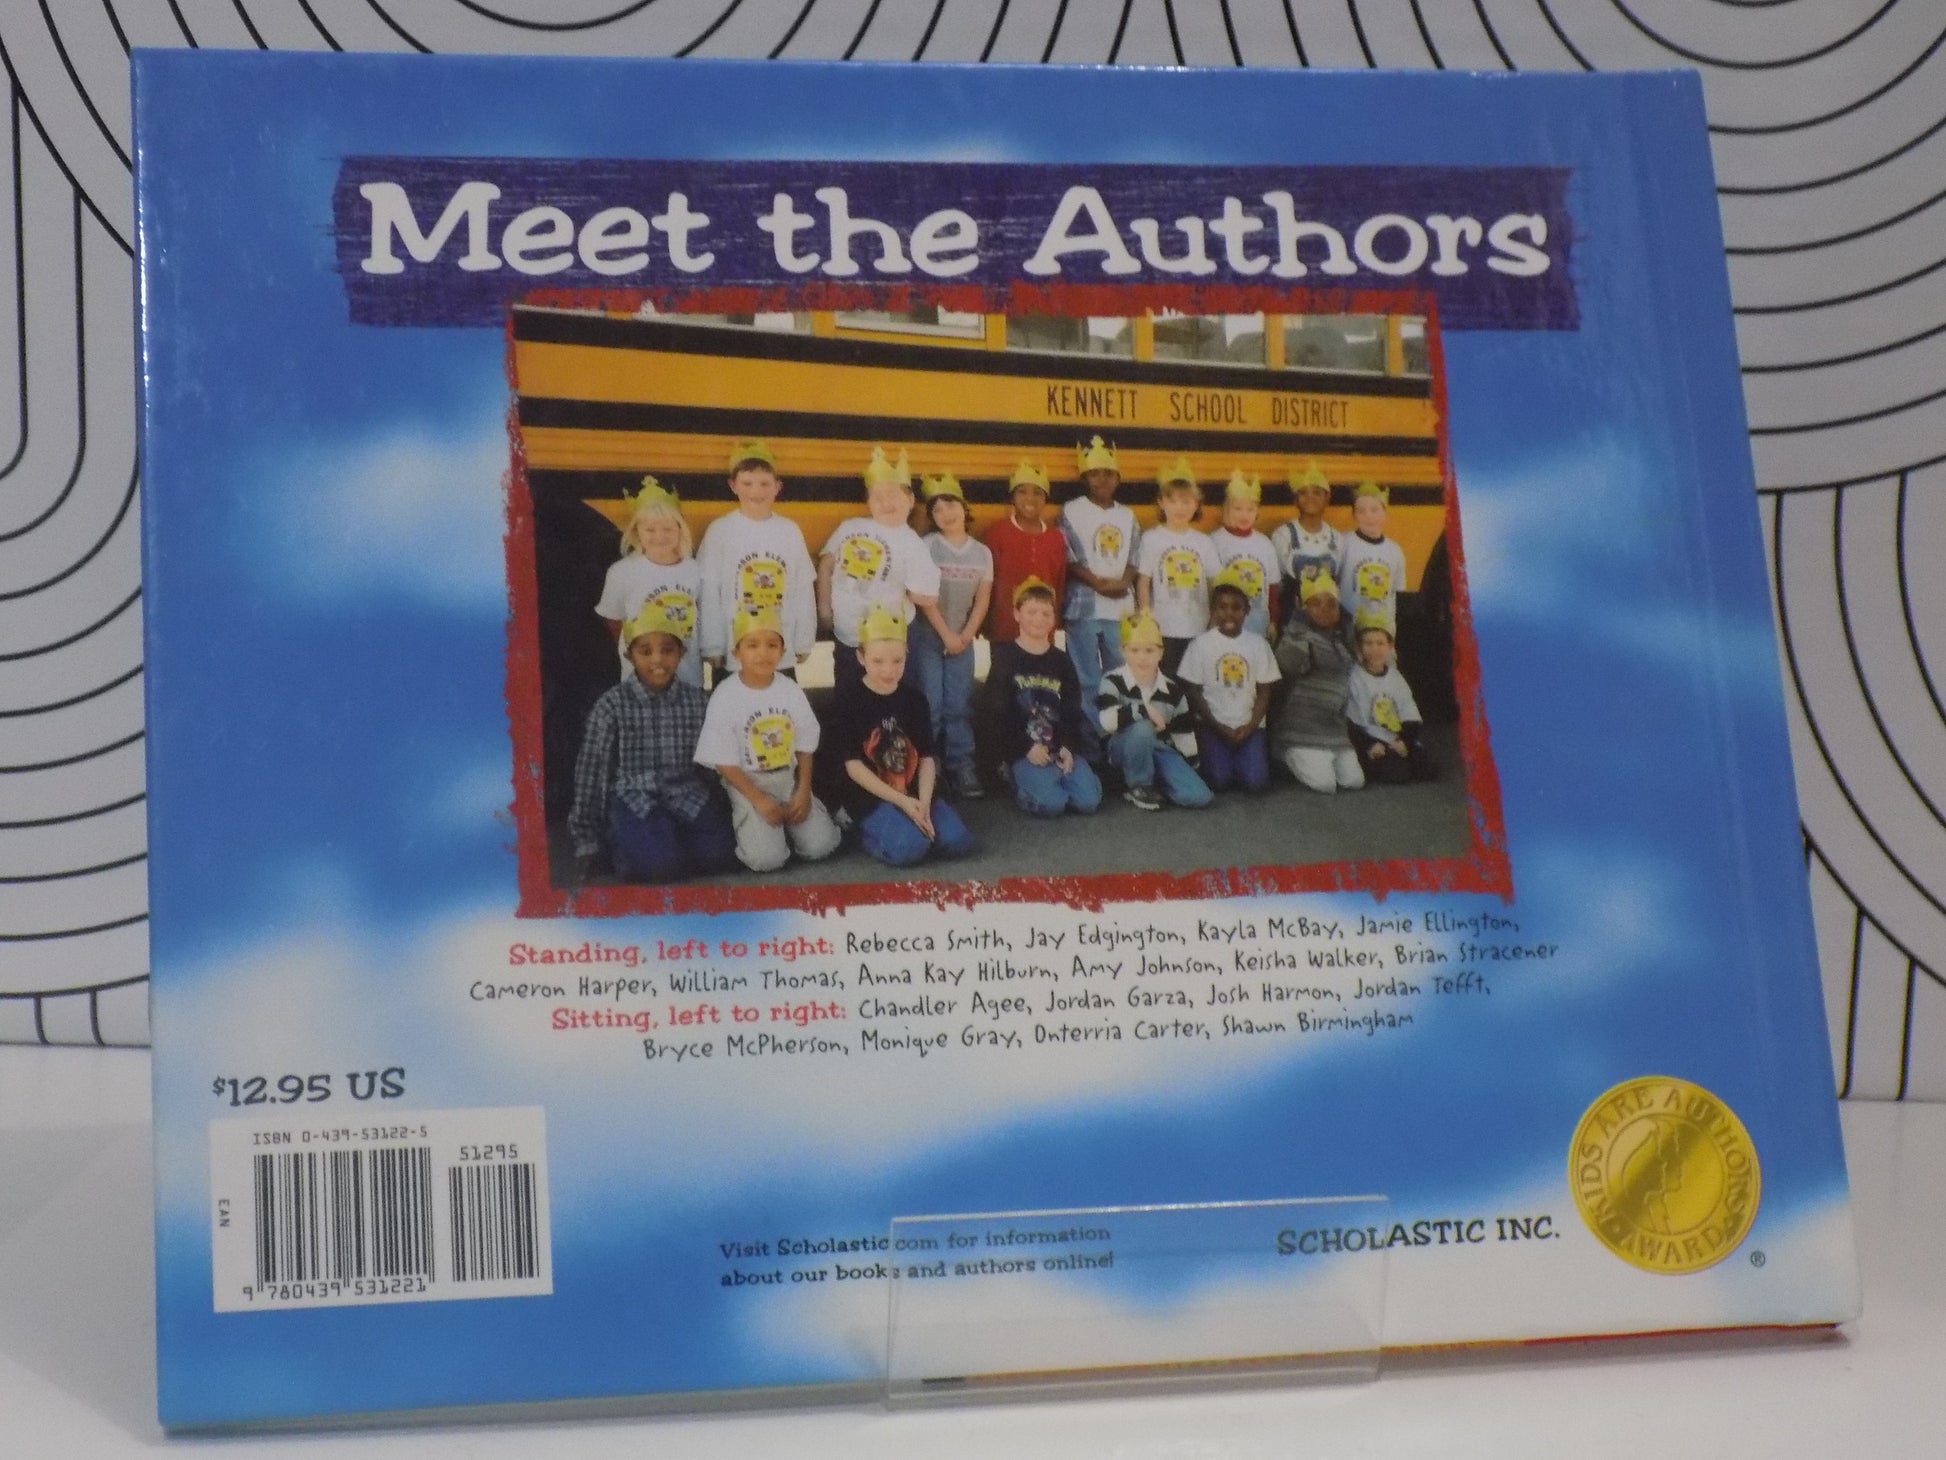 Meet the Authors
KENNETT SCHOOL DISTRICT
Pokémon
Standing, left to right: Rebecca Smith, Jay Edgington, Kayla McBay, Jamie Ellington,
Cameron Harper, William Thomas, Anna Kay Hilburn, Amy Johnson, Keisha Walker, Brian Stracener
Sitting, left to right: Chandler Agee, Jordan Garza, Josh Harmon, Jordan Tefft,
Bryce McPherson, Monique Gray, Onterria Carter, Shawn Birmingham
$12.95 US
ISBN 0-439-53122-5
51295
EAN
9 780439 531221
Visit Scholastic.com for information
about our books and authors online!
SCHOLASTIC INC.
KIDS ARE AUTHORS
AWARD
®